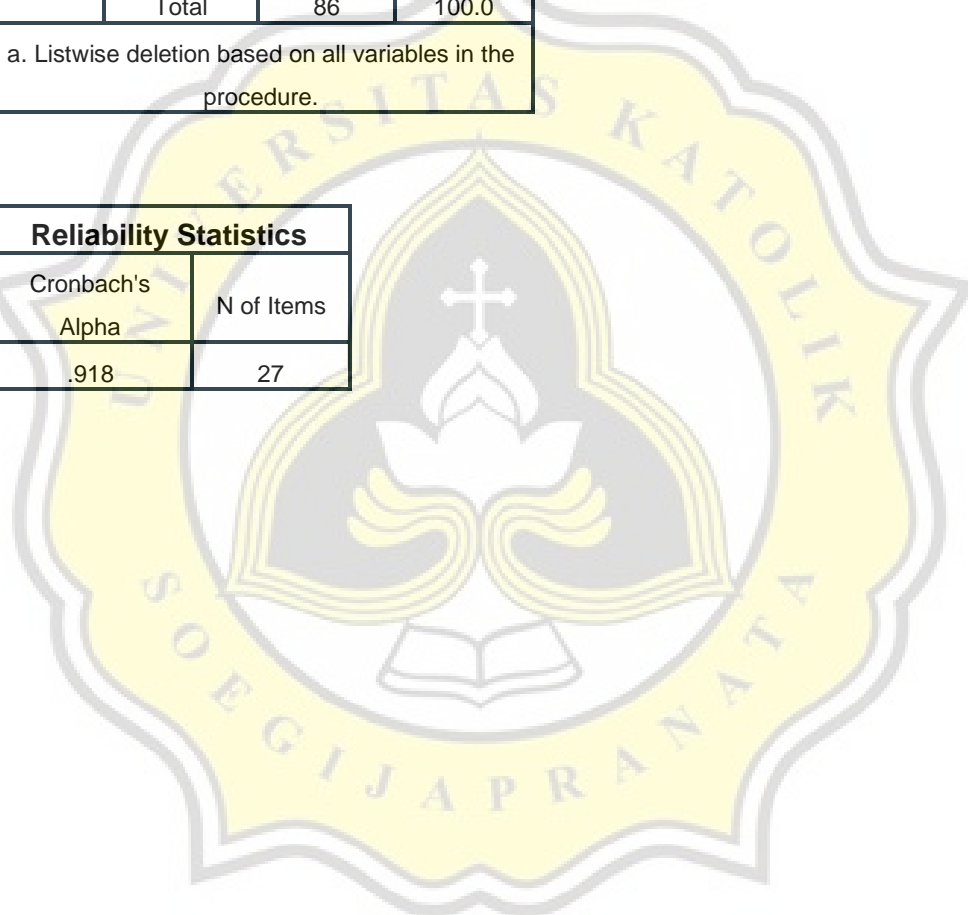 Total 86 100.0
a. Listwise deletion based on all variables in the
procedure.
Reliability Statistics
Cronbach's
Alpha
N of Items
.918 27
UNIVERSITAS KATOLIK
SOEGIJAPRANATA